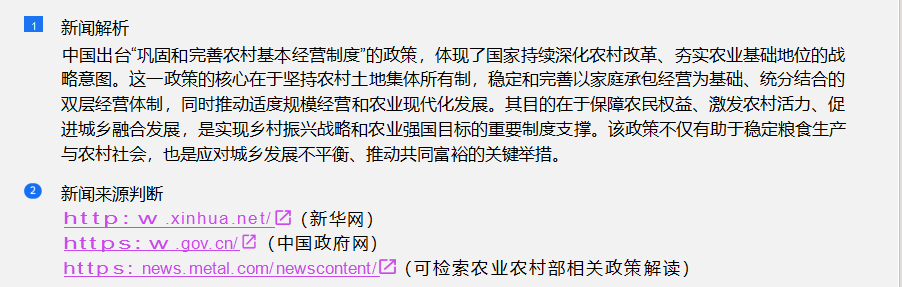 1 新闻解析
中国出台“巩固和完善农村基本经营制度”的政策，体现了国家持续深化农村改革、夯实农业基础地位的战
略意图。这一政策的核心在于坚持农村土地集体所有制，稳定和完善以家庭承包经营为基础、统分结合的
双层经营体制，同时推动适度规模经营和农业现代化发展。其目的在于保障农民权益、激发农村活力、促
进城乡融合发展，是实现乡村振兴战略和农业强国目标的重要制度支撑。该政策不仅有助于稳定粮食生产
与农村社会，也是应对城乡发展不平衡、推动共同富裕的关键举措。
2 新闻来源判断
http: w .xinhua.net/ （新华网）
https: w .gov.cn/ （中国政府网）
https: news.metal.com/newscontent/ （可检索农业农村部相关政策解读）